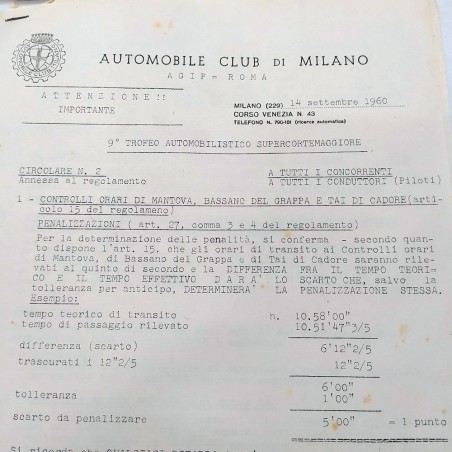 AUTOMOBILE CLUB DI MILANO
AGIP = ROMA
ATTENZIONE!!
IMPORTANTE
MILANO (229) 14 settembre 1960
CORSO VENEZIA N. 43
TELEFONO N. 790-181 (ricerca automatica)
9° TROFEO AUTOMOBILISTICO SUPERCORTEMAGGIORE
CIRCOLARE N. 2
Annessa al regolamento
A TUTTI I CONCORRENTI
A TUTTI I CONDUTTORI (Piloti)
1 - CONTROLLI ORARI DI MANTOVA, BASSANO DEL GRAPPA E TAI DI CADORE(arti-
colo 15 del regolameno)
PENALIZZAZIONI ( art. 27, comma 3 e 4 del regolamento)
Per la determinazione delle penalità, si conferma - secondo quan-
to dispone l'art. 15, che gli orari di transito ai Controlli orari
di Mantova, di Bassano del Grappa e di Tai di Cadore saranno rile-
vati al quinto di secondo e la DIFFERENZA FRA IL TEMPO TEORI=
CO E IL TEMPO EFFETTIVO DARA' LO SCARTO CHE, salvo la
tolleranza per anticipo, DETERMINERA' LA PENALIZZAZIONE STESSA.
Esempio:
tempo teorico di transito h. 10.58'00"
tempo di passaggio rilevato 10.51'47"3/5
differenza (scarto) 6'12"2/5
trascurati i 12"2/5 12"2/5
6'00"
tolleranza 1'00"
scarto da penalizzare 5'00" = 1 punto